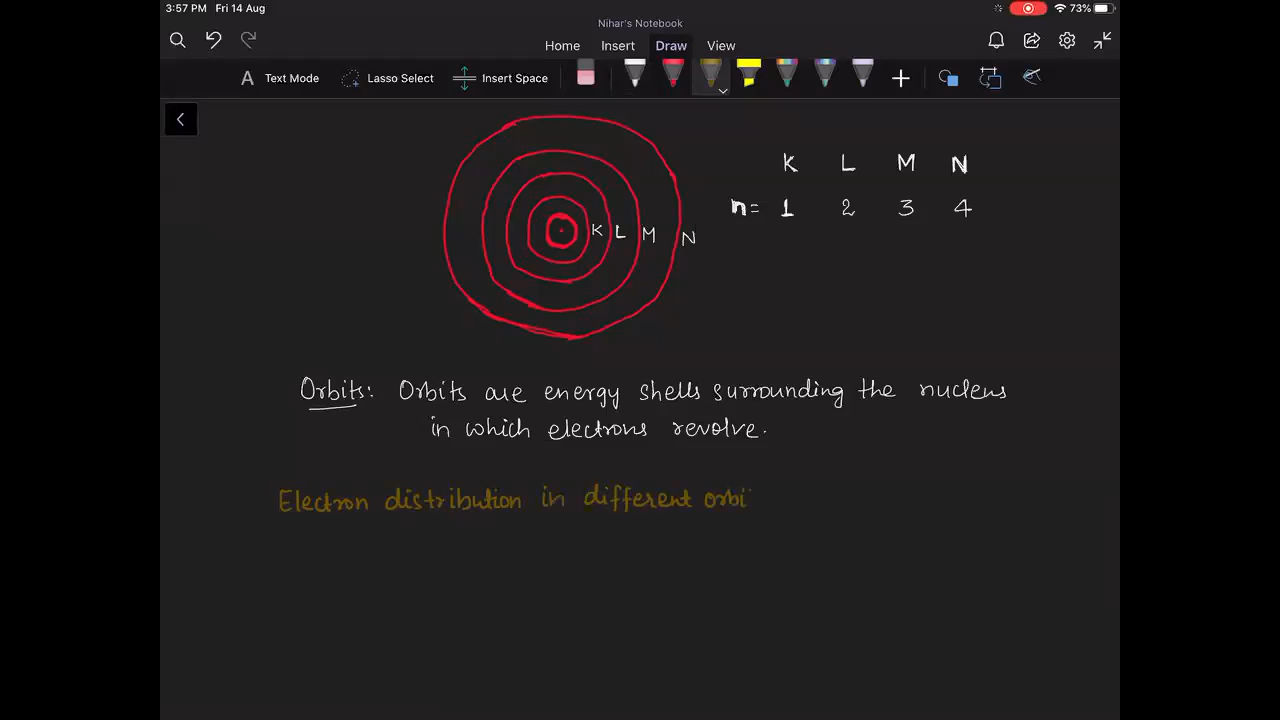 3:57 PM Fri 14 Aug
73%
Nihar's Notebook
Home Insert Draw View
Text Mode Lasso Select Insert Space
K L M N
n= 1 2 3 4
K L M N
Orbits: Orbits are energy shells surrounding the nucleus
in which electrons revolve.
Electron distribution in different orbi